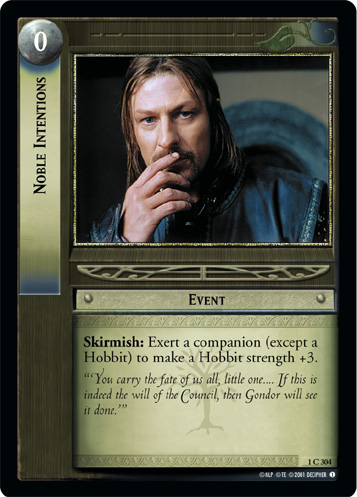 0
NOBLE INTENTIONS
EVENT
Skirmish: Exert a companion (except a
Hobbit) to make a Hobbit strength +3.
“‘You carry the fate of us all, little one.... If this is
indeed the will of the Council, then Gondor will see
it done.’”
1 C 304
©NLP ™©TE ©2001 DECIPHER